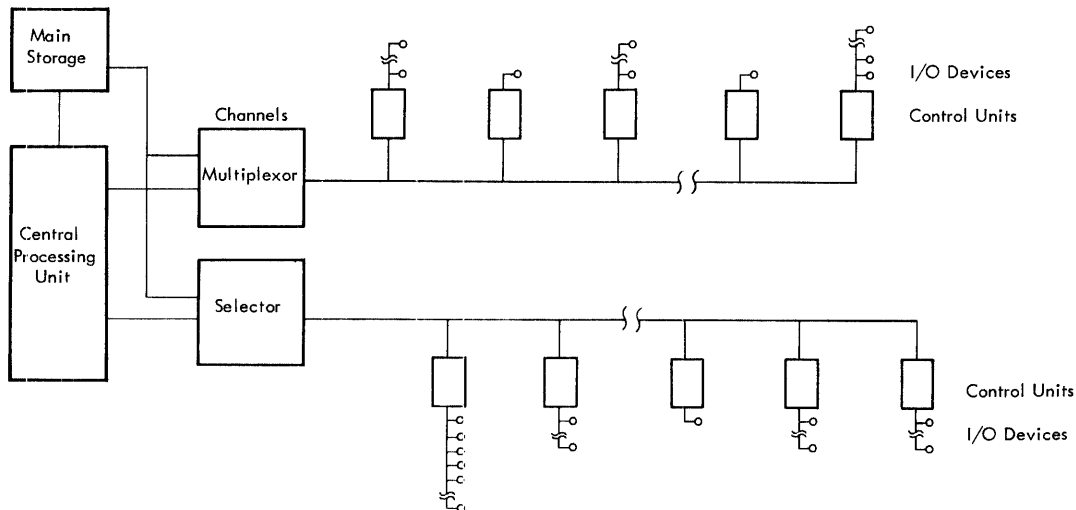 Main
Storage
I/O Devices
Channels
Control Units
Multiplexor
Central
Processing
Unit
Selector
Control Units
I/O Devices